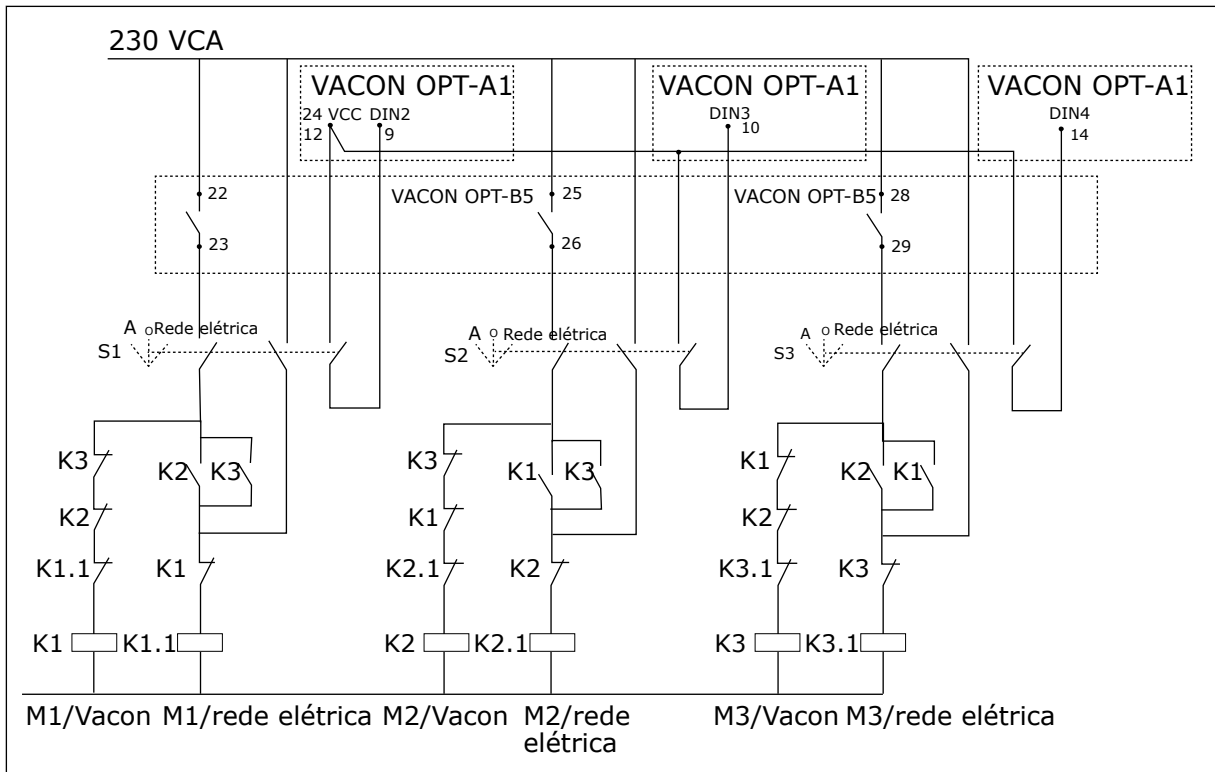 230 VCA
VACON OPT-A1
VACON OPT-A1
VACON OPT-A1
24 VCC DIN2
DIN3
DIN4
12
9
10
14
22
VACON OPT-B5
25
VACON OPT-B5
28
23
26
29
A O Rede elétrica
A O Rede elétrica
A O Rede elétrica
S1
S2
S3
K3
K2
K3
K3
K1
K3
K1
K2
K1
K2
K1
K2
K1.1
K1
K2.1
K2
K3.1
K3
K1
K1.1
K2
K2.1
K3
K3.1
M1/Vacon
M1/rede elétrica
M2/Vacon
M2/rede
elétrica
M3/Vacon
M3/rede elétrica